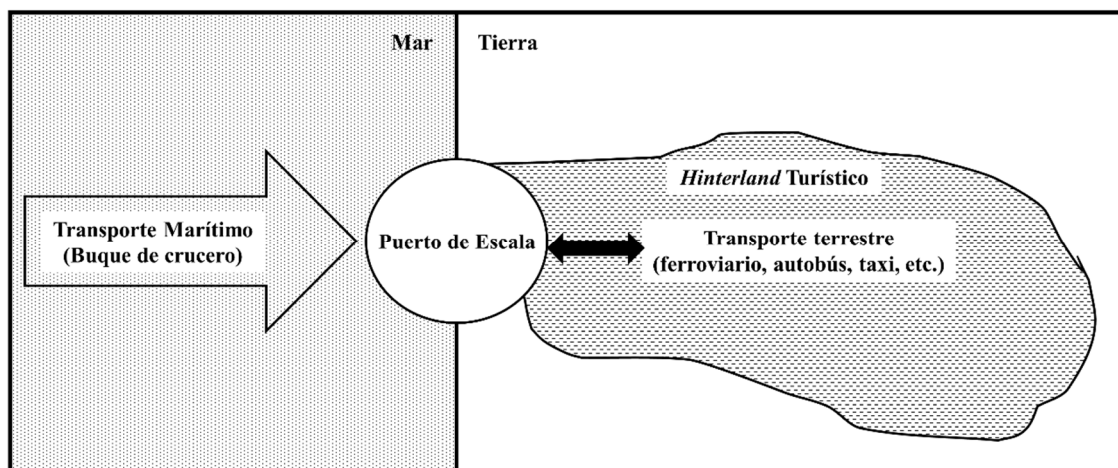 Mar
Tierra
Hinterland Turístico
Transporte Marítimo
(Buque de crucero)
Puerto de Escala
Transporte terrestre
(ferroviario, autobús, taxi, etc.)